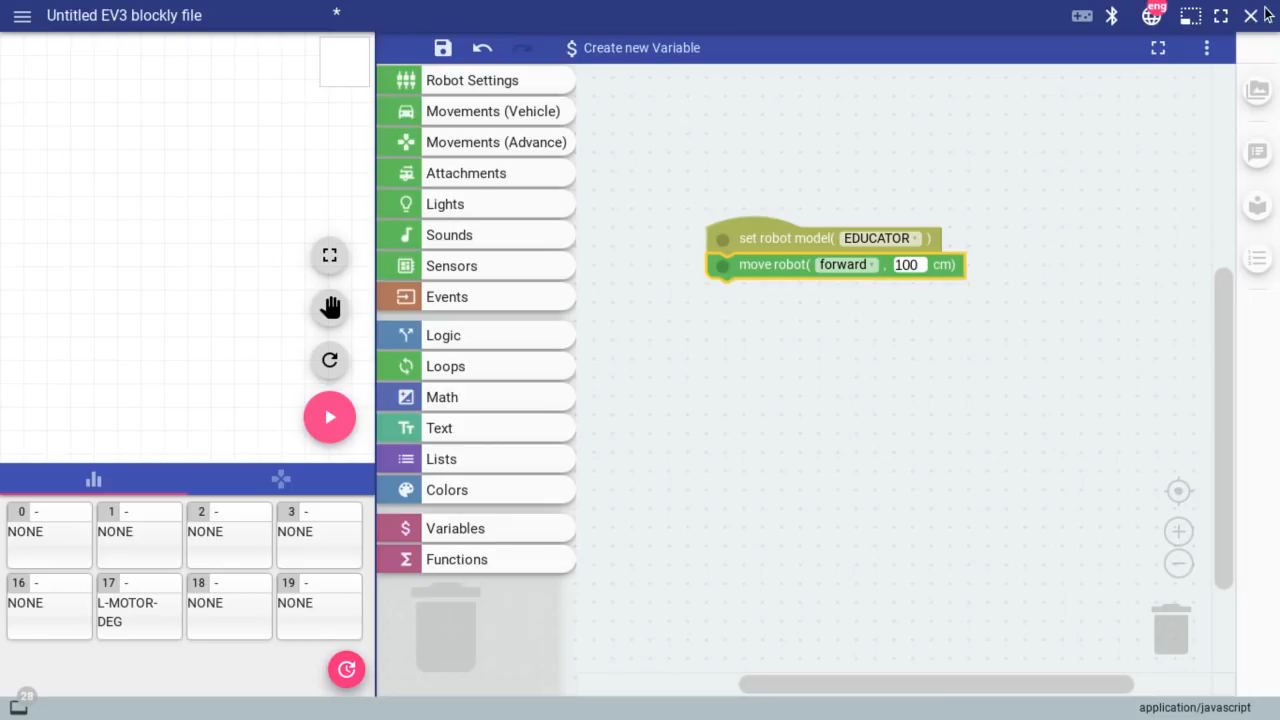 Untitled EV3 blockly file
*
eng
$ Create new Variable
Robot Settings
Movements (Vehicle)
Movements (Advance)
Attachments
Lights
Sounds
Sensors
Events
Logic
Loops
Math
Tт Text
Lists
Colors
$ Variables
Σ Functions
set robot model( EDUCATOR )
move robot( forward , 100 cm)
0 - 1 - 2 - 3 -
NONE NONE NONE NONE
16 - 17 - 18 - 19 -
NONE L-MOTOR-DEG NONE NONE
28
application/javascript